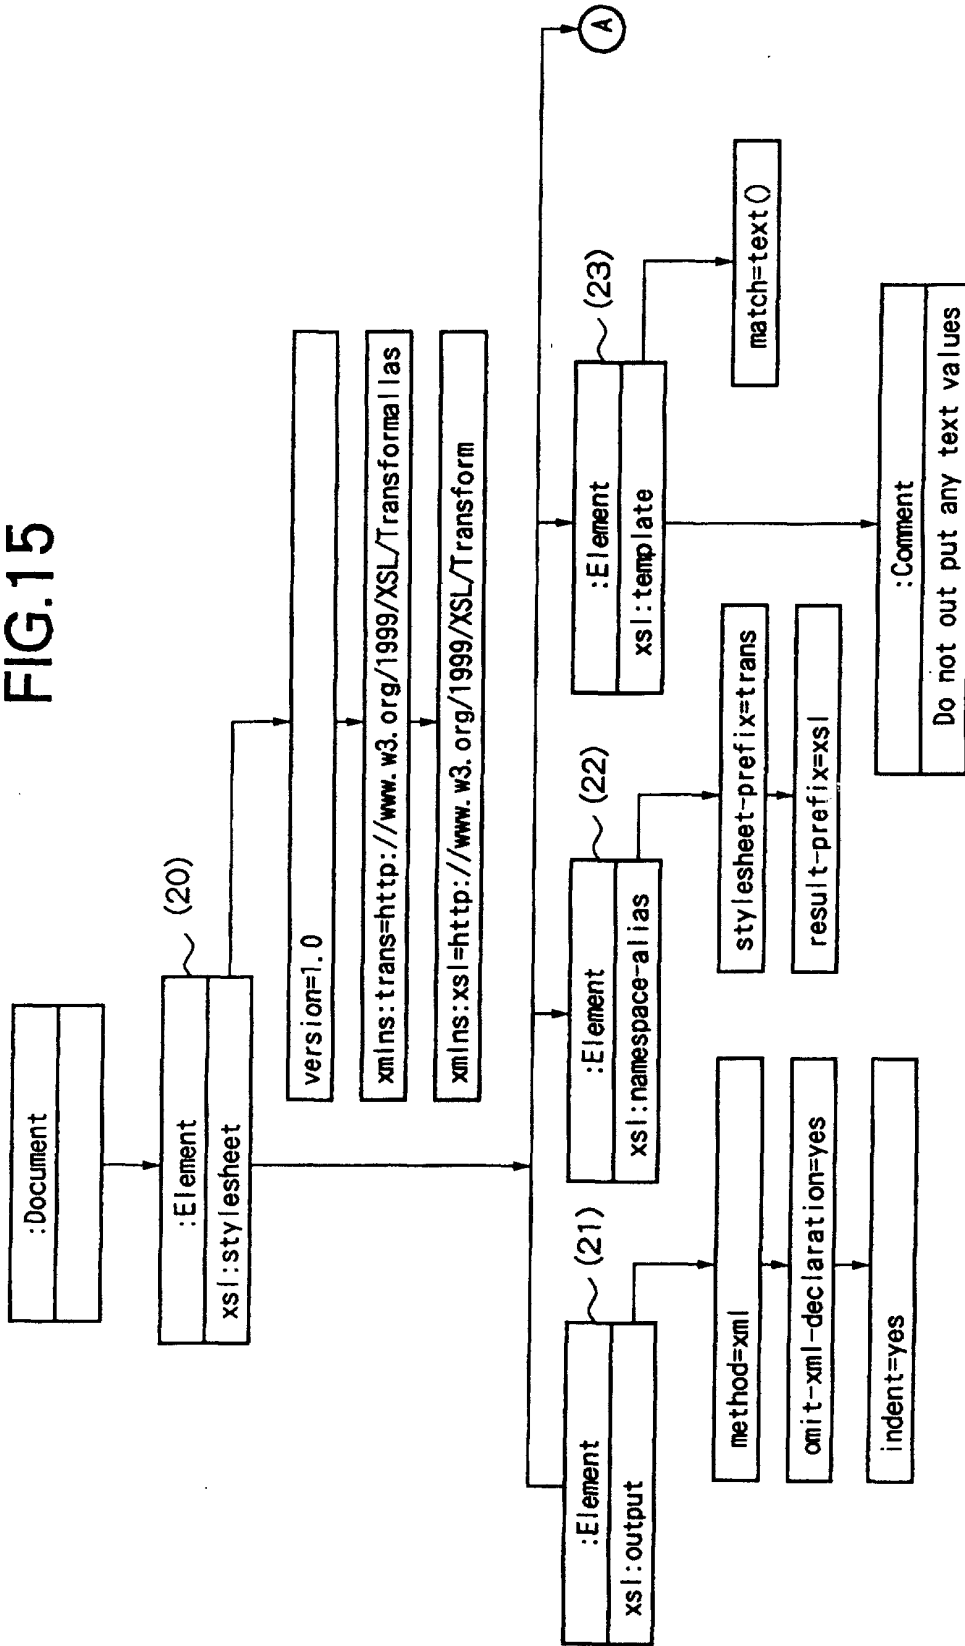 FIG.15
:Document
:Element
xsl:stylesheet
(20)
version=1.0
xmlns:trans=http://www.w3.org/1999/XSL/Transformallas
xmlns:xsl=http://www.w3.org/1999/XSL/Transform
A
:Element
xsl:output
(21)
method=xml
omit-xml-declaration=yes
indent=yes
:Element
xsl:namespace-alias
(22)
stylesheet-prefix=trans
result-prefix=xsl
:Element
xsl:template
(23)
match=text()
:Comment
Do not out put any text values